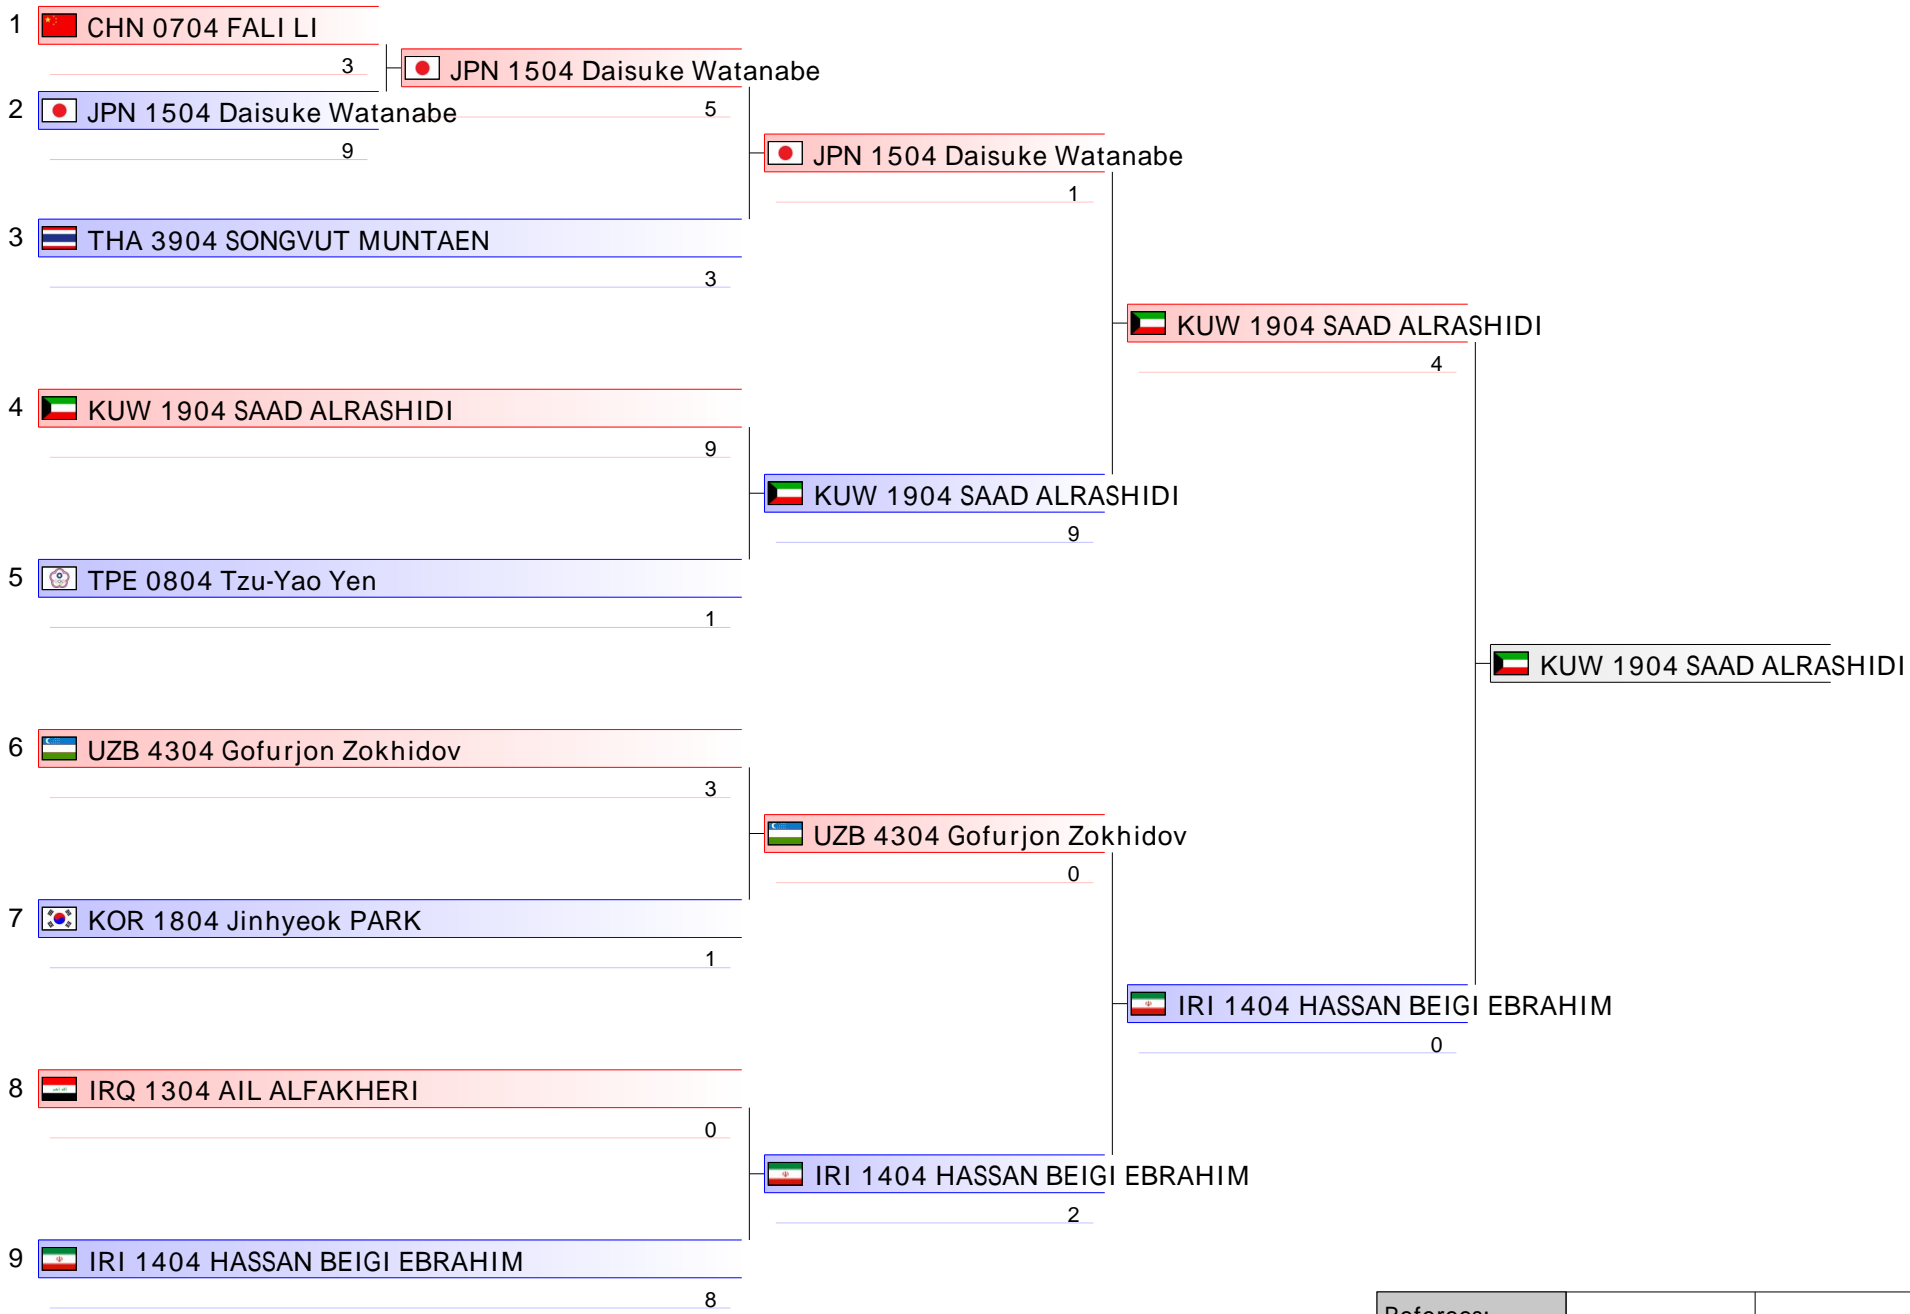 1 CHN 0704 FALI LI
3
JPN 1504 Daisuke Watanabe
5
2 JPN 1504 Daisuke Watanabe
9
JPN 1504 Daisuke Watanabe
1
3 THA 3904 SONGVUT MUNTAEN
3
KUW 1904 SAAD ALRASHIDI
4
4 KUW 1904 SAAD ALRASHIDI
9
KUW 1904 SAAD ALRASHIDI
9
5 TPE 0804 Tzu-Yao Yen
1
KUW 1904 SAAD ALRASHIDI
6 UZB 4304 Gofurjon Zokhidov
3
UZB 4304 Gofurjon Zokhidov
0
7 KOR 1804 Jinhyeok PARK
1
IRI 1404 HASSAN BEIGI EBRAHIM
0
8 IRQ 1304 AIL ALFAKHERI
0
IRI 1404 HASSAN BEIGI EBRAHIM
2
9 IRI 1404 HASSAN BEIGI EBRAHIM
8
Referees: